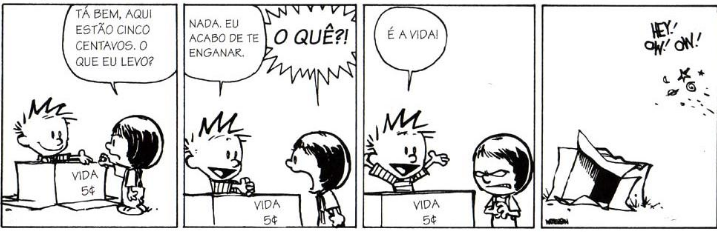 TÁ BEM, AQUI
ESTÃO CINCO
CENTAVOS. O
QUE EU LEVO?
VIDA
5¢
NADA. EU
ACABO DE TE
ENGANAR.
O QUÊ?!
VIDA
5¢
É A VIDA!
VIDA
5¢
HEY!
OW! OW!
WATTERSON